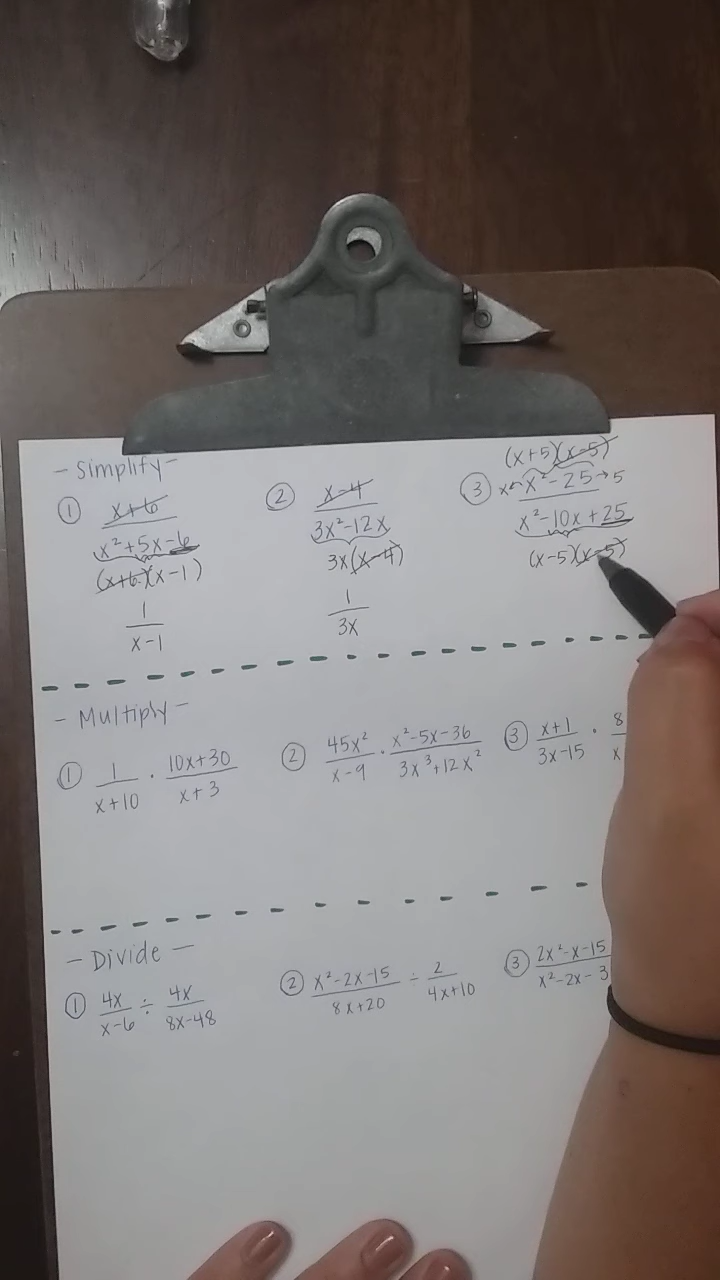 - Simplify -
① x+6 / x²+5x-6
(x+6)(x-1)
1 / x-1
② x-4 / 3x²-12x
3x(x-4)
1 / 3x
(x+5)(x-5)
③ x ← x²-25 → 5 / x²-10x+25
(x-5)(x-5)
- Multiply -
① 1 / x+10 · 10x+30 / x+3
② 45x² / x-9 · x²-5x-36 / 3x³+12x²
③ x+1 / 3x-15 · 8 / x
- Divide -
① 4x / x-6 ÷ 4x / 8x-48
② x²-2x-15 / 8x+20 ÷ 2 / 4x+10
③ 2x²-x-15 / x²-2x-3